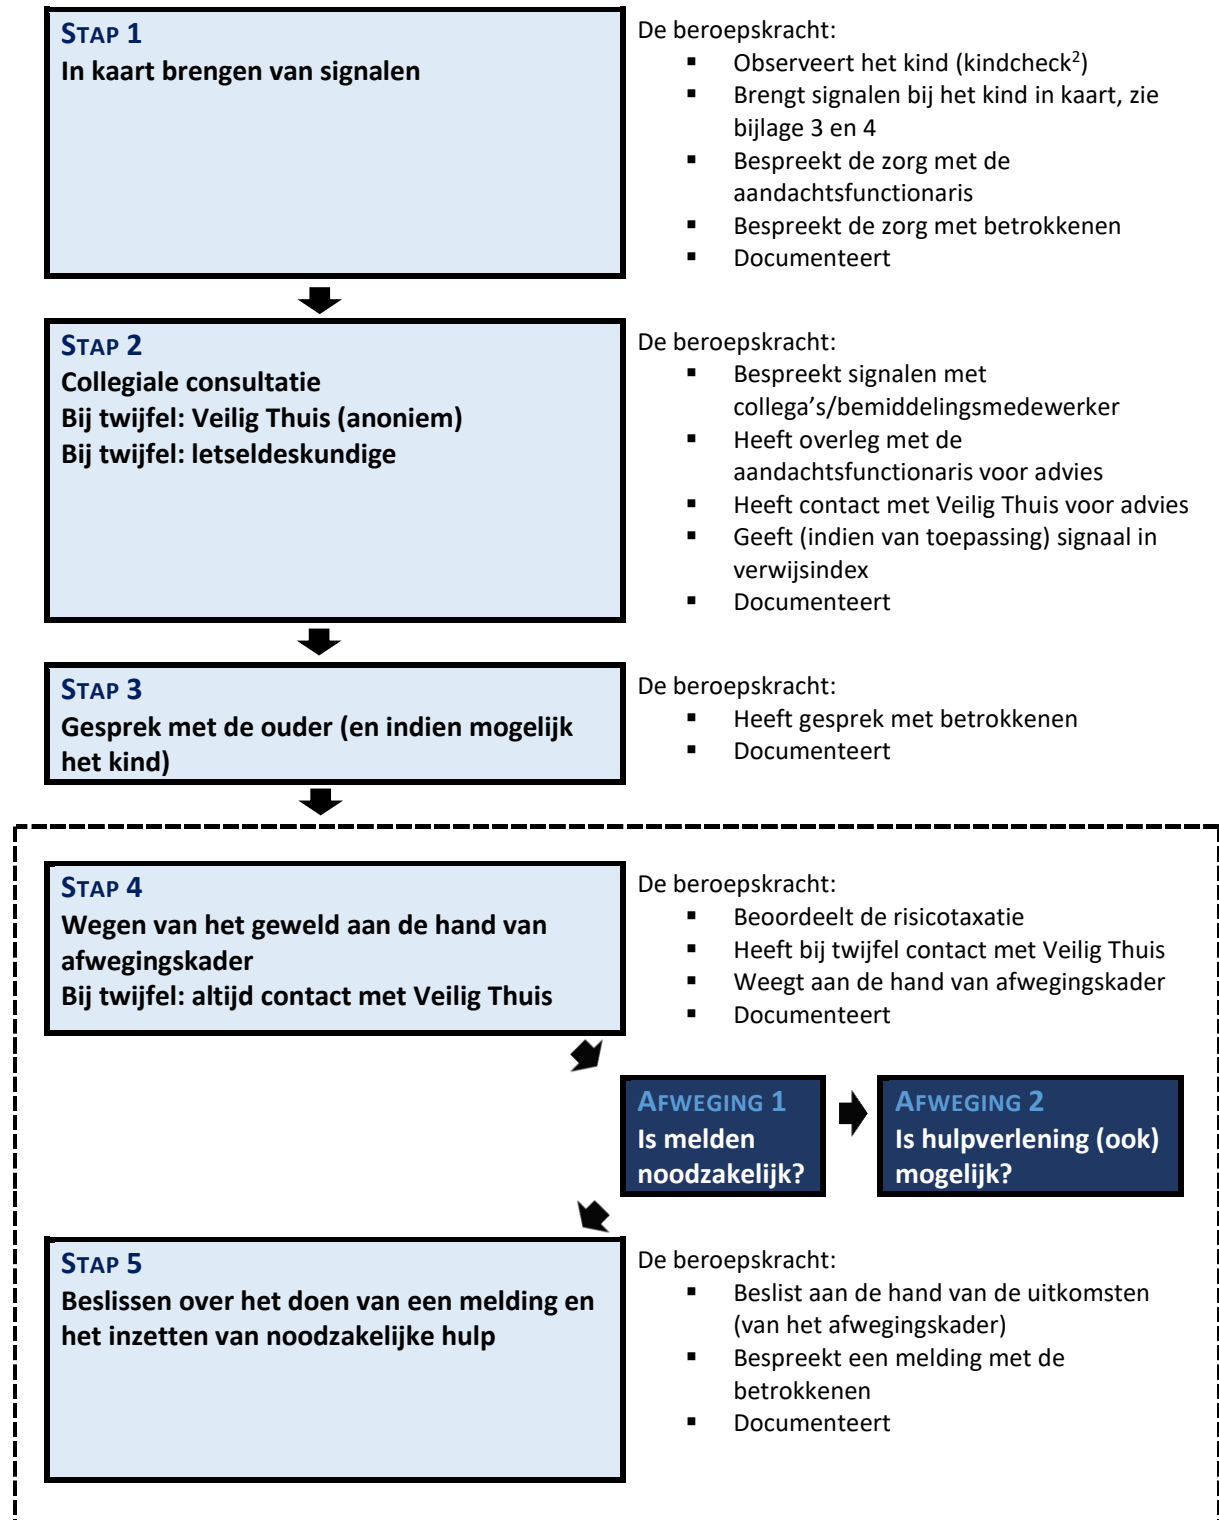 STAP 1
In kaart brengen van signalen
De beroepskracht:
▪ Observeert het kind (kindcheck²)
▪ Brengt signalen bij het kind in kaart, zie
bijlage 3 en 4
▪ Bespreekt de zorg met de
aandachtsfunctionaris
▪ Bespreekt de zorg met betrokkenen
▪ Documenteert
STAP 2
Collegiale consultatie
Bij twijfel: Veilig Thuis (anoniem)
Bij twijfel: letseldeskundige
De beroepskracht:
▪ Bespreekt signalen met
collega’s/bemiddelingsmedewerker
▪ Heeft overleg met de
aandachtsfunctionaris voor advies
▪ Heeft contact met Veilig Thuis voor advies
▪ Geeft (indien van toepassing) signaal in
verwijsindex
▪ Documenteert
STAP 3
Gesprek met de ouder (en indien mogelijk
het kind)
De beroepskracht:
▪ Heeft gesprek met betrokkenen
▪ Documenteert
STAP 4
Wegen van het geweld aan de hand van
afwegingskader
Bij twijfel: altijd contact met Veilig Thuis
De beroepskracht:
▪ Beoordeelt de risicotaxatie
▪ Heeft bij twijfel contact met Veilig Thuis
▪ Weegt aan de hand van afwegingskader
▪ Documenteert
AFWEGING 1
Is melden
noodzakelijk?
AFWEGING 2
Is hulpverlening (ook)
mogelijk?
STAP 5
Beslissen over het doen van een melding en
het inzetten van noodzakelijke hulp
De beroepskracht:
▪ Beslist aan de hand van de uitkomsten
(van het afwegingskader)
▪ Bespreekt een melding met de
betrokkenen
▪ Documenteert